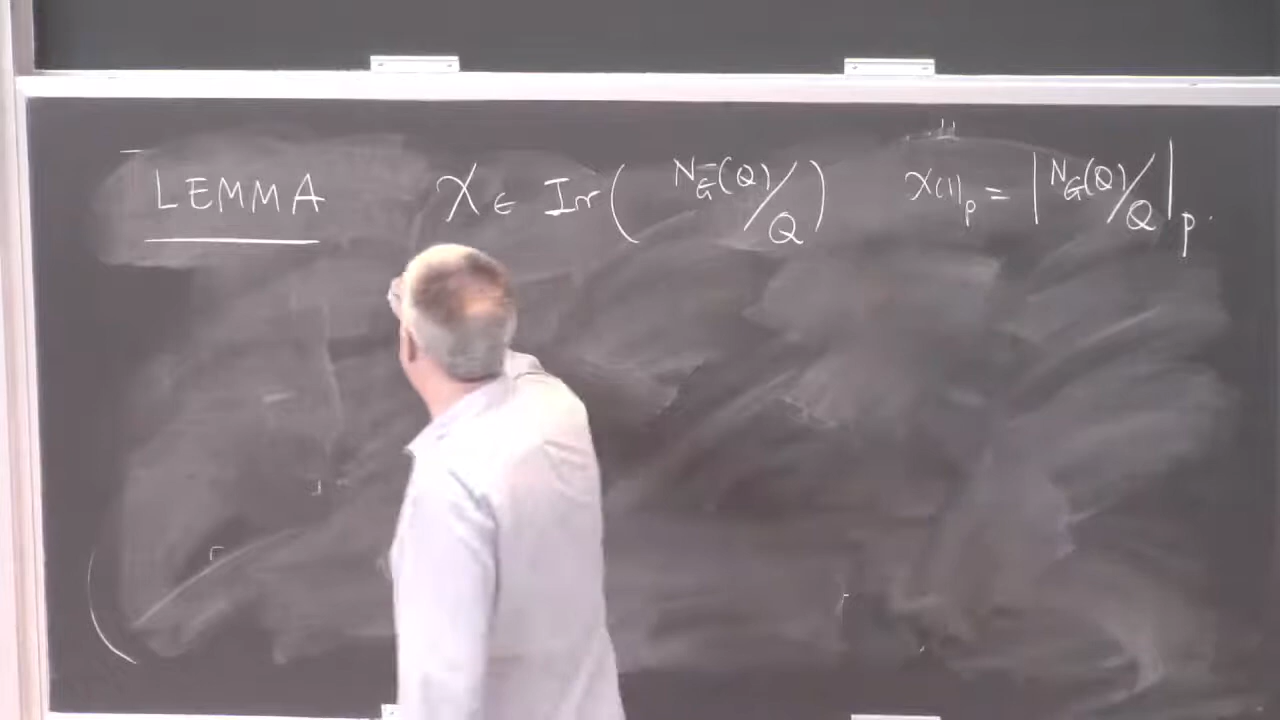 LEMMA χ ∈ Irr( N_G(Q)/Q ) χ(1)_p = |N_G(Q)/Q|_p.